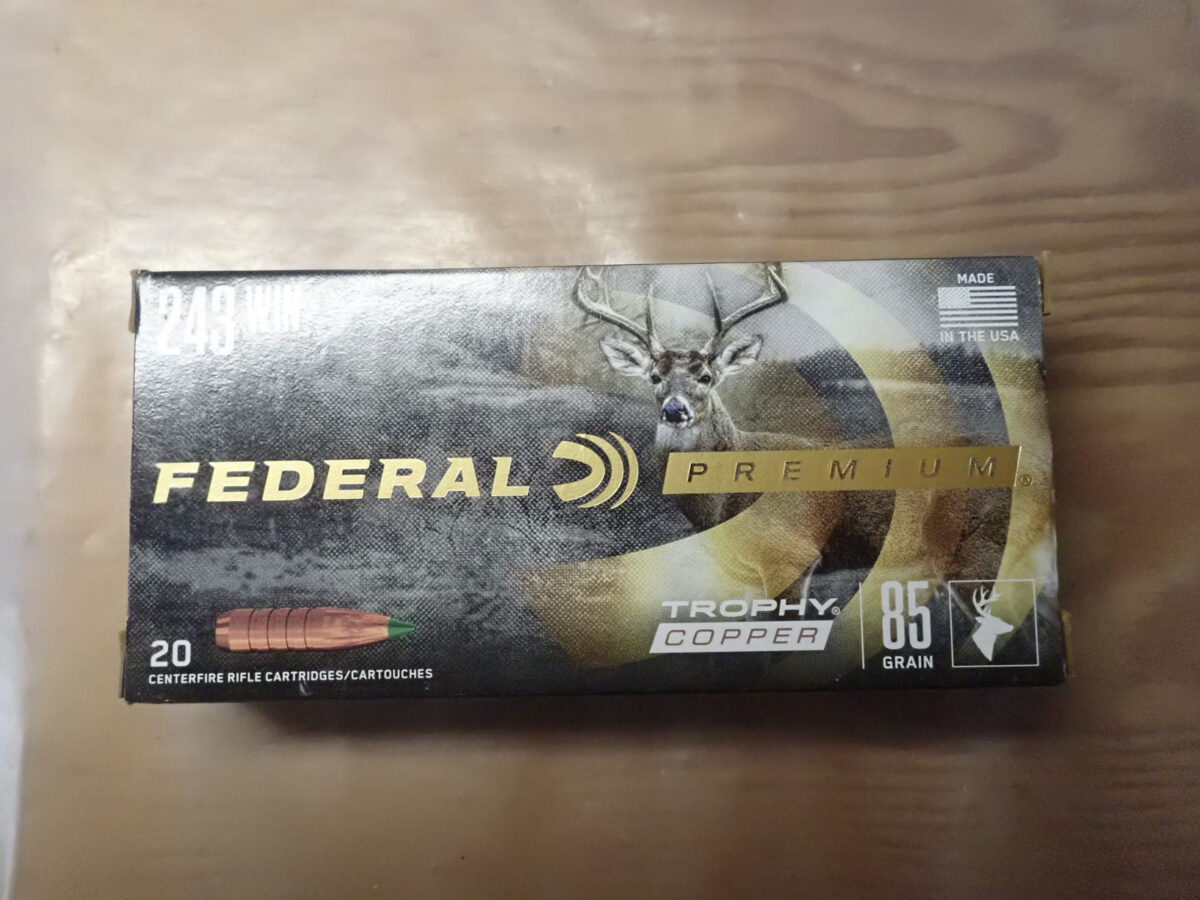 243 WIN
MADE
IN THE USA
FEDERAL PREMIUM®
TROPHY®
COPPER
85
GRAIN
20
CENTERFIRE RIFLE CARTRIDGES/CARTOUCHES